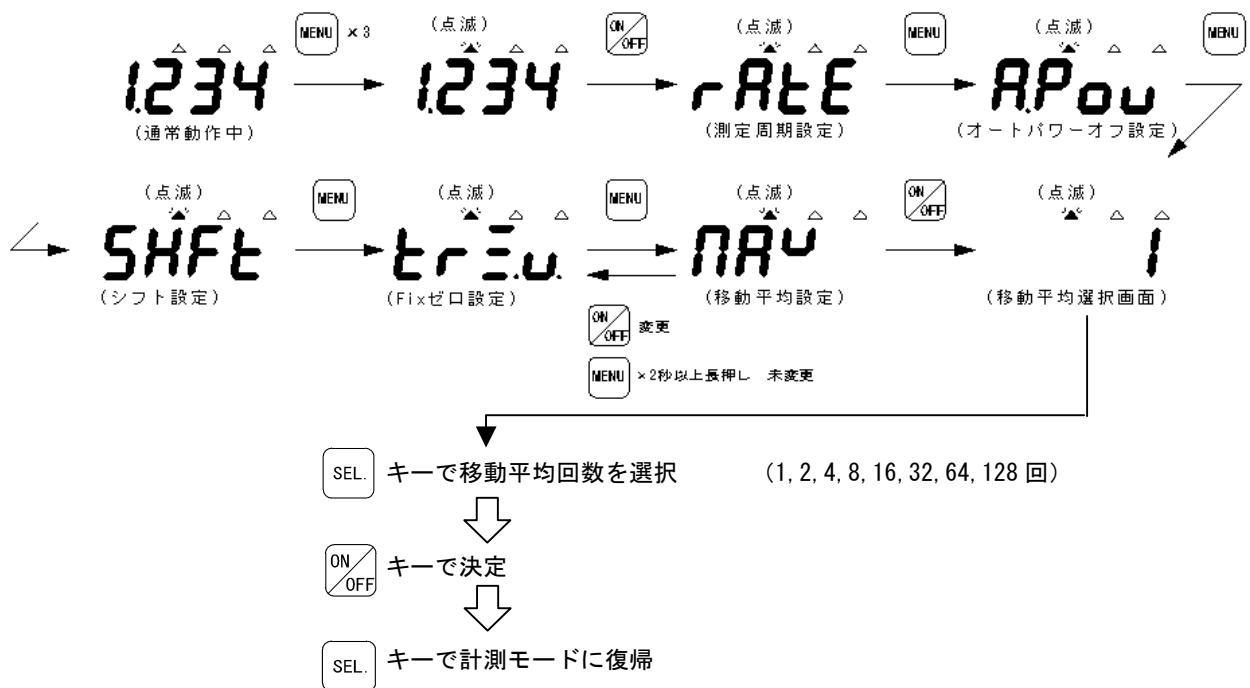 MENU ×3 (点滅) ON/OFF (点滅) MENU (点滅) MENU
1.234 1.234 rAtE A.Pou
(通常動作中) (測定周期設定) (オートパワーオフ設定)
(点滅) MENU (点滅) MENU (点滅) ON/OFF (点滅)
SHFt trΞ.u. ΠAu 1
(シフト設定) (Fixゼロ設定) (移動平均設定) (移動平均選択画面)
ON/OFF 変更
MENU ×2秒以上長押し 未変更
SEL. キーで移動平均回数を選択 (1, 2, 4, 8, 16, 32, 64, 128 回)
ON/OFF キーで決定
SEL. キーで計測モードに復帰